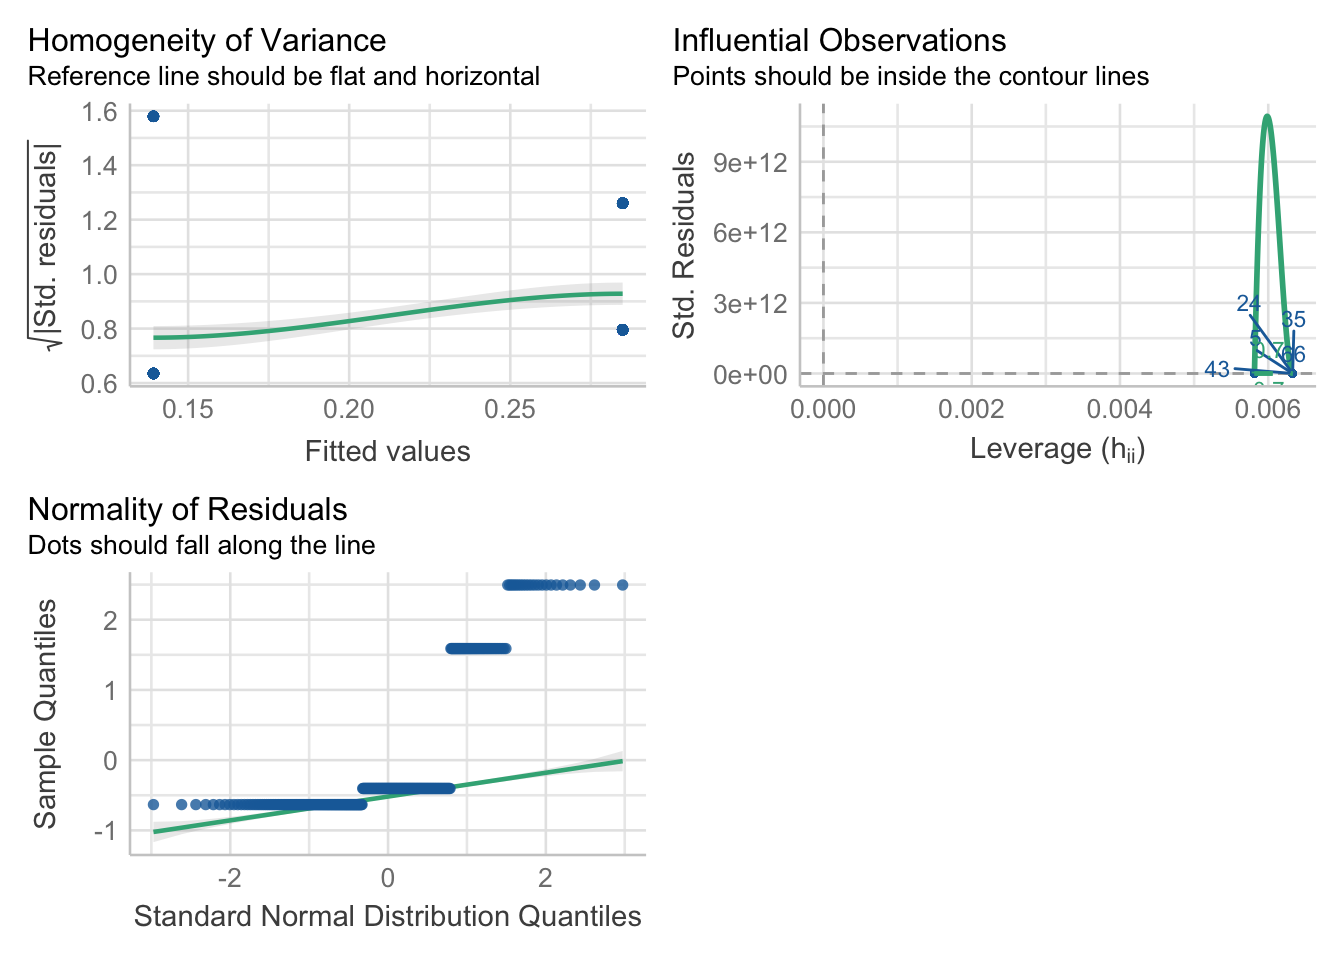 Homogeneity of Variance
Reference line should be flat and horizontal
1.6
1.4
1.2
1.0
0.8
0.6
√|Std. residuals|
0.15 0.20 0.25
Fitted values
Influential Observations
Points should be inside the contour lines
9e+12
6e+12
3e+12
0e+00
Std. Residuals
24
35
5
0.7
66
43
0.000 0.002 0.004 0.006
Leverage (hii)
Normality of Residuals
Dots should fall along the line
2
1
0
-1
Sample Quantiles
-2 0 2
Standard Normal Distribution Quantiles